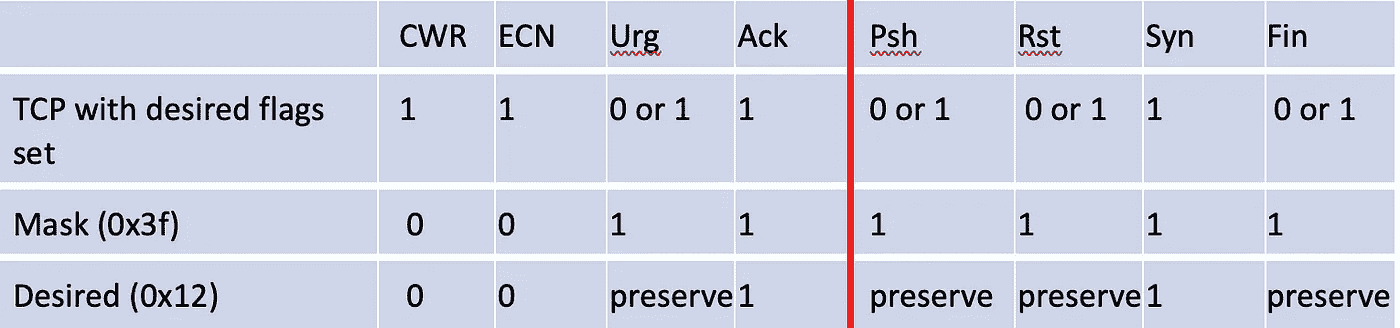 CWR ECN Urg Ack Psh Rst Syn Fin
TCP with desired flags 1 1 0 or 1 1 0 or 1 0 or 1 1 0 or 1
set
Mask (0x3f) 0 0 1 1 1 1 1 1
Desired (0x12) 0 0 preserve 1 preserve preserve 1 preserve